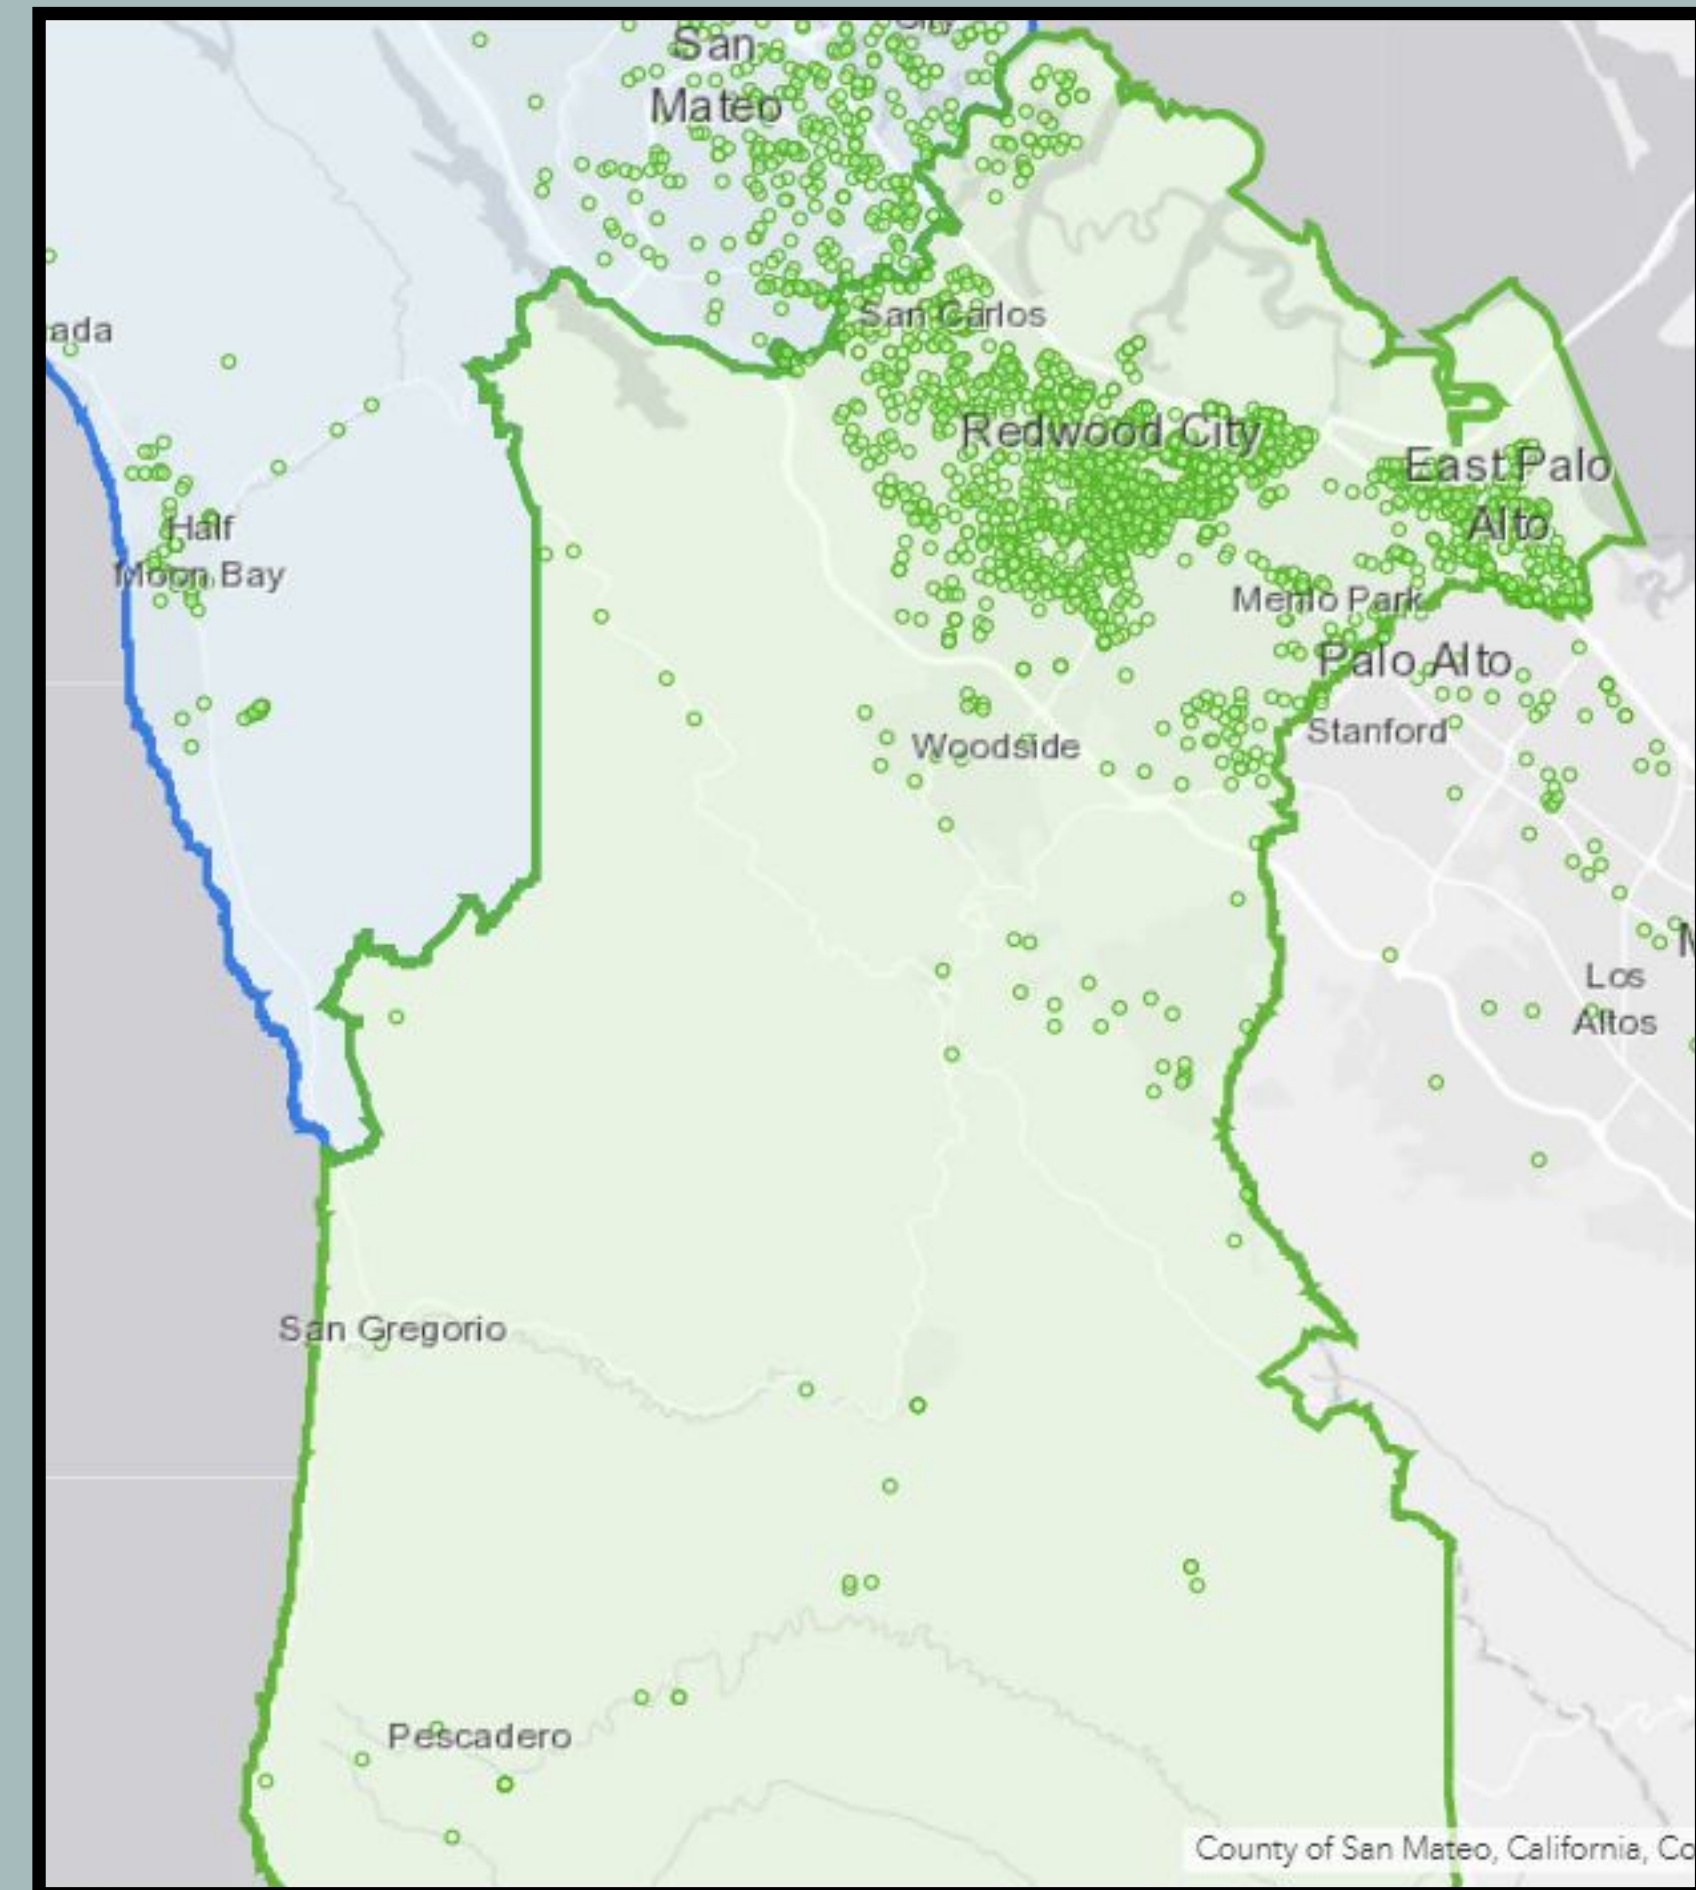 San
Mateo
San Carlos
Redwood City
East Palo
Alto
Half
Moon Bay
Menlo Park
Palo Alto
Stanford
Woodside
Los
Altos
San Gregorio
Pescadero
County of San Mateo, California, Co